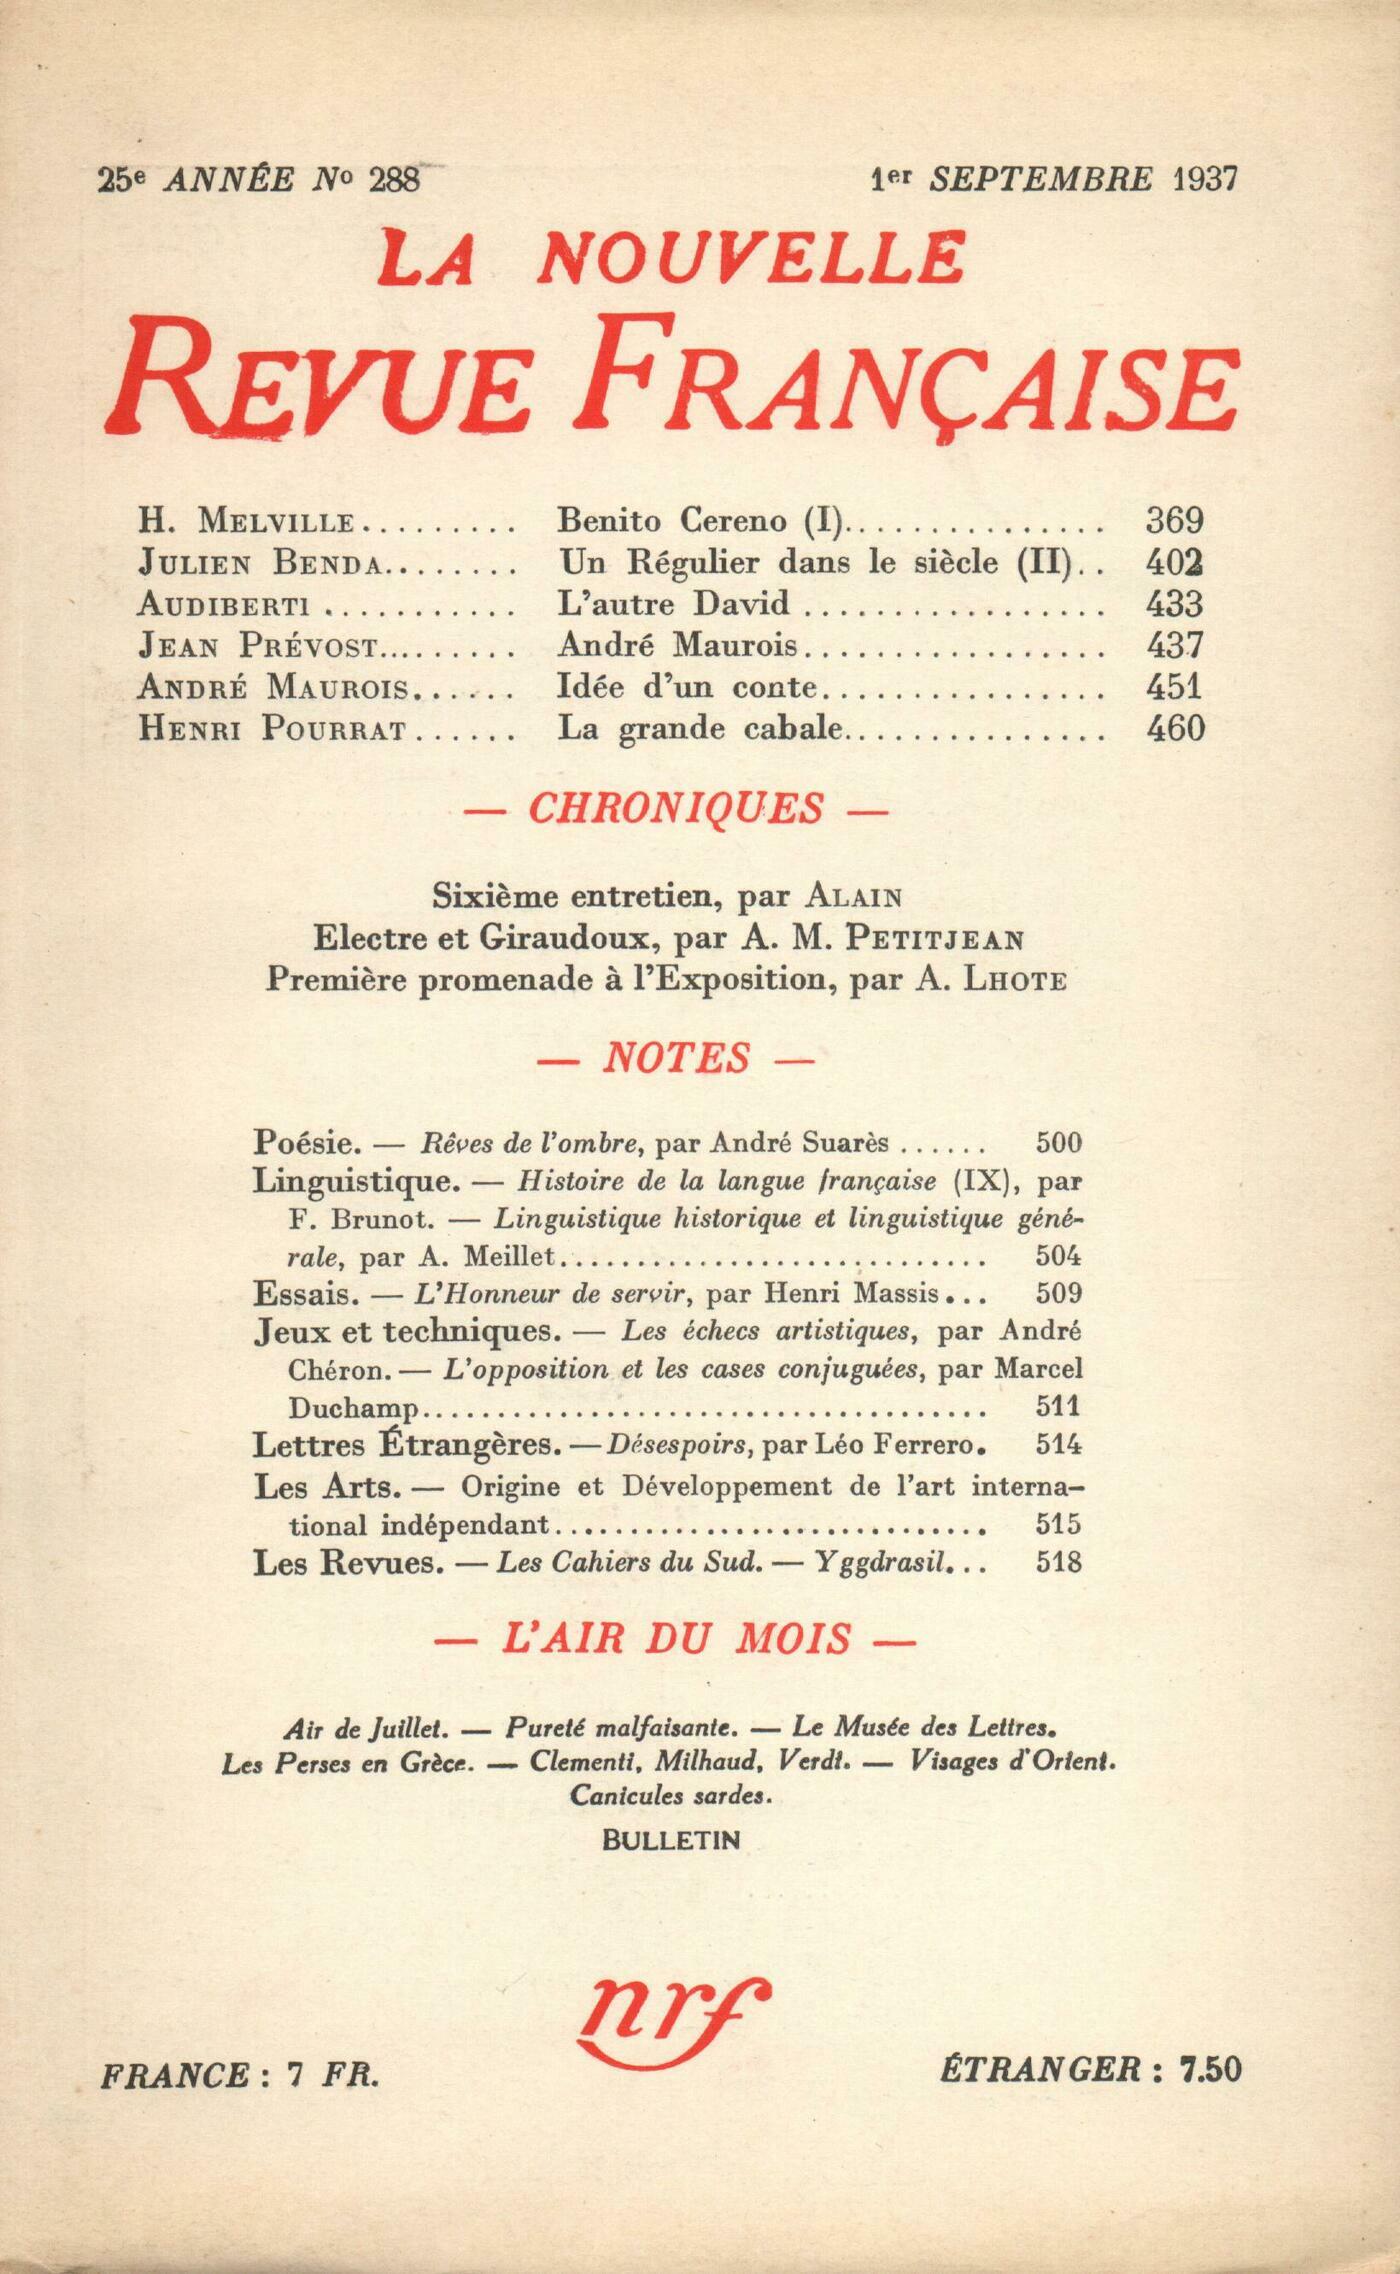 25e ANNÉE No 288 1er SEPTEMBRE 1937
LA NOUVELLE
REVUE FRANÇAISE
H. MELVILLE......... Benito Cereno (I)............... 369
JULIEN BENDA........ Un Régulier dans le siècle (II).. 402
AUDIBERTI ........... L'autre David ................. 433
JEAN PRÉVOST......... André Maurois................. 437
ANDRÉ MAUROIS...... Idée d'un conte................ 451
HENRI POURRAT...... La grande cabale............... 460
— CHRONIQUES —
Sixième entretien, par ALAIN
Electre et Giraudoux, par A. M. PETITJEAN
Première promenade à l'Exposition, par A. LHOTE
— NOTES —
Poésie. — Rêves de l'ombre, par André Suarès ...... 500
Linguistique. — Histoire de la langue française (IX), par
F. Brunot. — Linguistique historique et linguistique géné-
rale, par A. Meillet............................ 504
Essais. — L'Honneur de servir, par Henri Massis... 509
Jeux et techniques. — Les échecs artistiques, par André
Chéron. — L'opposition et les cases conjuguées, par Marcel
Duchamp..................................... 511
Lettres Étrangères. — Désespoirs, par Léo Ferrero. 514
Les Arts. — Origine et Développement de l'art interna-
tional indépendant............................ 515
Les Revues. — Les Cahiers du Sud. — Yggdrasil... 518
— L'AIR DU MOIS —
Air de Juillet. — Pureté malfaisante. — Le Musée des Lettres.
Les Perses en Grèce. — Clementi, Milhaud, Verdi. — Visages d'Orient.
Canicules sardes.
BULLETIN
nrf
FRANCE : 7 FR. ÉTRANGER : 7.50